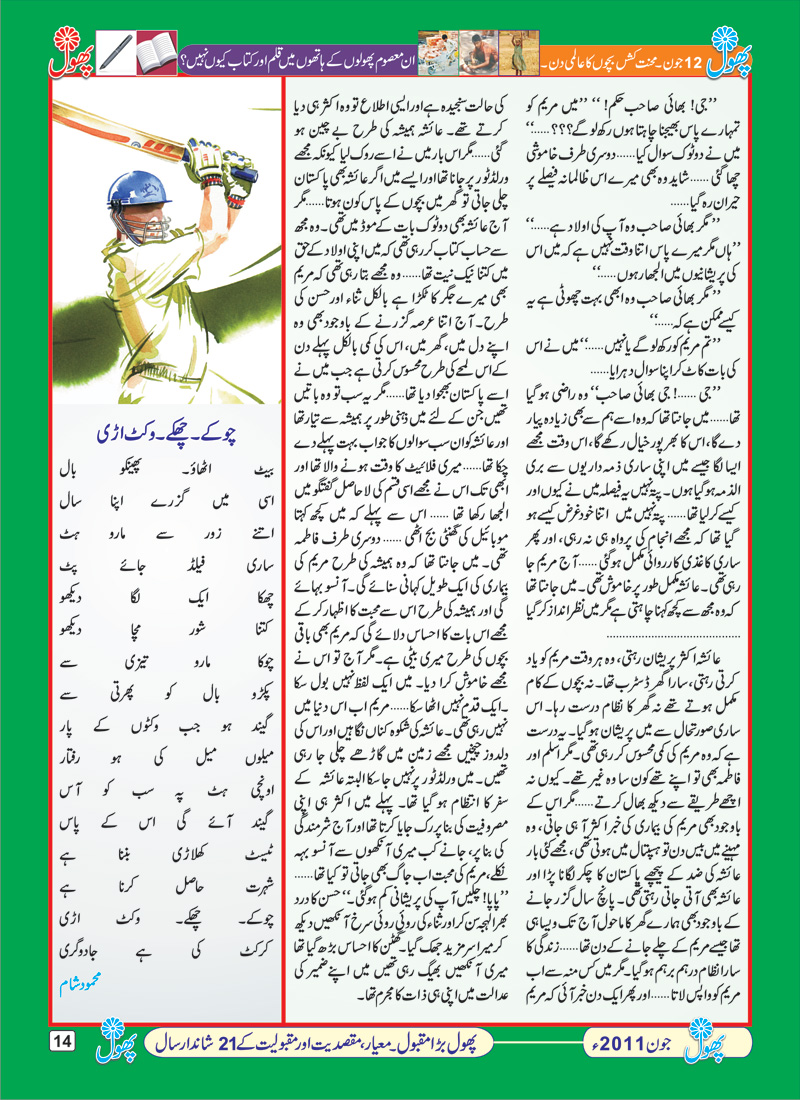 پھول
12 جون۔ محنت کش بچوں کا عالمی دن۔
ان معصوم پھولوں کے ہاتھوں میں قلم اور کتاب کیوں نہیں؟
پھول
”جی! بھائی صاحب حکم!“ ”میں مریم کو
تمہارے پاس بھیجنا چاہتا ہوں رکھ لو گے؟؟؟......“
میں نے دوٹوک سوال کیا......دوسری طرف خاموشی
چھا گئی......شاید وہ بھی میرے اس ظالمانہ فیصلے پر
حیران رہ گیا......
”مگر بھائی صاحب وہ آپ کی اولاد ہے......“
”ہاں مگر میرے پاس اتنا وقت نہیں ہے کہ میں اس
کی پریشانیوں میں الجھا رہوں......“
”مگر بھائی صاحب وہ ابھی بہت چھوٹی ہے یہ
کیسے ممکن ہے کہ......“
”تم مریم کو رکھ لو گے یا نہیں......“ میں نے اس
کی بات کاٹ کر اپنا سوال دہرایا......
”جی ......! جی بھائی صاحب“ وہ راضی ہو گیا
تھا......میں جانتا تھا کہ وہ اسے ہم سے بھی زیادہ پیار
دے گا، اس کا بھرپور خیال رکھے گا، اس وقت مجھے
ایسا لگا جیسے میں اپنی ساری ذمہ داریوں سے بری
الذمہ ہو گیا ہوں۔ پتہ نہیں یہ فیصلہ میں نے کیوں اور
کیسے کر لیا تھا......پتہ نہیں میں اتنا خود غرض کیسے ہو
گیا تھا کہ مجھے انجام کی پرواہ ہی نہ رہی، اور پھر
ساری کاغذی کارروائی مکمل ہو گئی......آج مریم جا
رہی تھی۔ عائشہ مکمل طور پر خاموش تھی۔ میں جانتا تھا
کہ وہ مجھ سے کچھ کہنا چاہتی ہے مگر میں نظر انداز کر گیا
......................................
عائشہ اکثر پریشان رہتی، وہ ہر وقت مریم کو یاد
کرتی رہتی، سارا گھر ڈسٹرب تھا۔ نہ بچوں کے کام
مکمل ہوتے تھے نہ گھر کا نظام درست رہا۔ اس
ساری صورتحال سے میں پریشان ہو گیا۔ یہ درست
ہے کہ وہ مریم کی کمی محسوس کر رہی تھی۔ مگر اسلم اور
فاطمہ بھی تو اپنے تھے کون سا وہ غیر تھے۔ کیوں نہ
اچھے طریقے سے دیکھ بھال کرتے......مگر اس کے
باوجود بھی مریم کی بیماری کی خبر اکثر آ ہی جاتی، وہ
مہینے میں بیس دن تو ہسپتال میں ہوتی تھی، مجھے کئی بار
عائشہ کی ضد کے پیچھے پاکستان کا چکر لگانا پڑا اور
عائشہ بھی آتی جاتی رہتی تھی۔ پانچ سال گزر جانے
کے باوجود بھی ہمارے گھر کا ماحول آج تک ویسا ہی
تھا جیسے مریم کے چلے جانے کے دن تھا......زندگی کا
سارا نظام درہم برہم ہو گیا۔ مگر میں کس منہ سے اب
مریم کو واپس لاتا......اور پھر ایک دن خبر آئی کہ مریم
کی حالت سنجیدہ ہے اور ایسی اطلاع تو وہ اکثر ہی دیا
کرتے تھے۔ عائشہ ہمیشہ کی طرح بے چین ہو
گئی......مگر اس بار میں نے اسے روک لیا کیونکہ مجھے
ورلڈ ٹور پر جانا تھا اور ایسے میں اگر عائشہ بھی پاکستان
چلی جاتی تو گھر میں بچوں کے پاس کون ہوتا......مگر
آج عائشہ بھی دوٹوک بات کے موڈ میں تھی۔ وہ مجھ
سے حساب کتاب کر رہی تھی کہ میں اپنی اولاد کے حق
میں کتنا نیک نیت تھا......وہ مجھے بتا رہی تھی کہ مریم
بھی میرے جگر کا ٹکڑا ہے بالکل ثناء اور حسن کی
طرح۔ آج اتنا عرصہ گزرنے کے باوجود بھی وہ
اپنے دل میں، گھر میں، اس کی کمی بالکل پہلے دن
کے اس لمحے کی طرح محسوس کرتی ہے جب میں نے
اسے پاکستان بھجوا دیا تھا......مگر یہ سب تو وہ باتیں
تھیں جن کے لئے میں ذہنی طور پر ہمیشہ سے تیار تھا
اور عائشہ کو ان سب سوالوں کا جواب بہت پہلے دے
چکا تھا......میری فلائیٹ کا وقت ہونے والا تھا اور
ابھی تک اس نے مجھے اسی قسم کی لاحاصل گفتگو میں
الجھا رکھا تھا ...... اس سے پہلے کہ میں کچھ کہتا
موبائیل کی گھنٹی بج اٹھی ...... دوسری طرف فاطمہ
تھی۔ میں جانتا تھا کہ وہ ہمیشہ کی طرح مریم کی
بیماری کی ایک طویل کہانی سنائے گی۔ آنسو بہائے
گی اور ہمیشہ کی طرح اس سے محبت کا اظہار کر کے
مجھے اس بات کا احساس دلائے گی کہ مریم بھی باقی
بچوں کی طرح میری بیٹی ہے۔ مگر آج تو اس نے
مجھے خاموش کرا دیا۔ میں ایک لفظ نہیں بول سکا
۔ایک قدم نہیں اٹھا سکا......مریم اب اس دنیا میں
نہیں رہی تھی۔ عائشہ کی شکوہ کناں نگاہیں اور اس کی
دلدوز چیخیں مجھے زمین میں گاڑھے چلی جا رہی
تھیں۔ میں ورلڈ ٹور پر نہیں جا سکا البتہ عائشہ کے
سفر کا انتظام ہو گیا تھا۔ پہلے میں اکثر ہی اپنی
مصروفیت کی بنا پر رک جایا کرتا تھا اور آج شرمندگی
کی بنا پر، جانے کب میری آنکھوں سے آنسو بہہ
نکلے، مریم کی محبت اب جاگ بھی جاتی تو کیا تھا......
”پاپا! چلیں آپ کی پریشانی کم ہو گئی۔“ حسن کا درد
بھرا لہجہ سن کر اور ثناء کی روئی روئی سرخ آنکھیں دیکھ
کر میرا سر مزید جھک گیا۔ گھٹن کا احساس بڑھ گیا تھا
میری آنکھیں بھیگ رہی تھیں میں اپنے ضمیر کی
عدالت میں اپنی ہی ذات کا مجرم تھا۔
چوکے۔ چھکے۔ وکٹ اڑی
بیٹ اٹھاؤ۔ پھینکو بال
اسی میں گزرے اپنا سال
اتنے زور سے مارو ہٹ
ساری فیلڈ جائے پٹ
چھکا ایک لگا دیکھو
کتنا شور مچا دیکھو
چوکا مارو تیزی سے
پکڑو بال کو پھرتی سے
گیند ہو جب وکٹوں کے پار
میلوں میل کی ہو رفتار
اونچی ہٹ پہ سب کو آس
گیند آئے گی اس کے پاس
ٹیسٹ کھلاڑی بننا ہے
شہرت حاصل کرنا ہے
چوکے۔ چھکے۔ وکٹ اڑی
کرکٹ کی ہے جادوگری
محمود شام
پھول
جون 2011ء
پھول بڑا مقبول۔ معیار، مقصدیت اور مقبولیت کے 21 شاندار سال
پھول
14